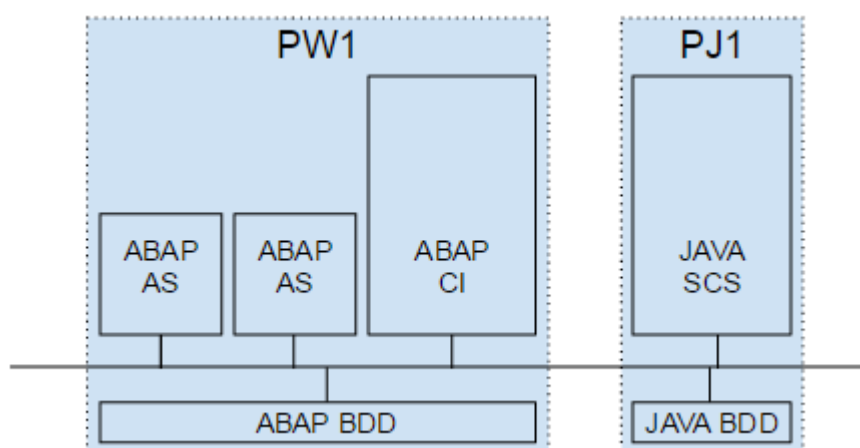 PW1
PJ1
ABAP
AS
ABAP
AS
ABAP
CI
JAVA
SCS
ABAP BDD
JAVA BDD